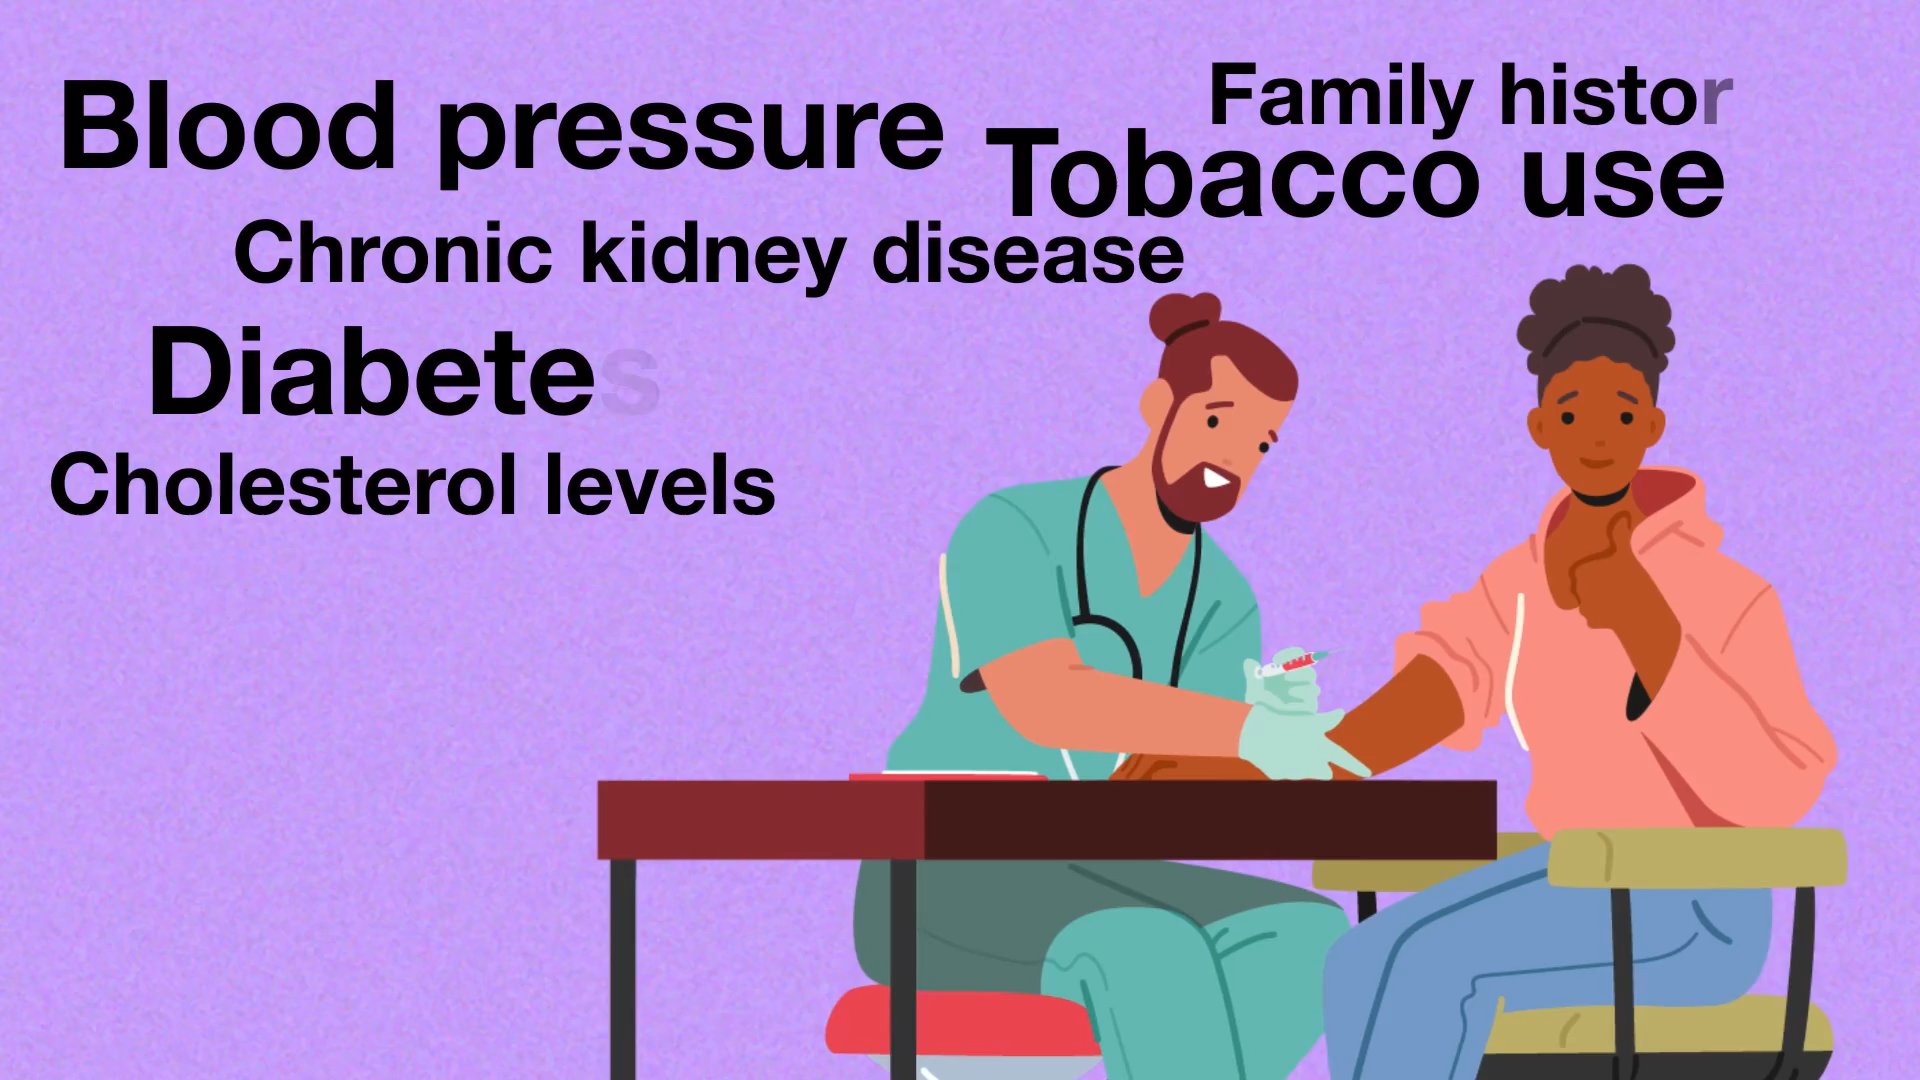 Blood pressure
Family histor
Tobacco use
Chronic kidney disease
Diabetes
Cholesterol levels